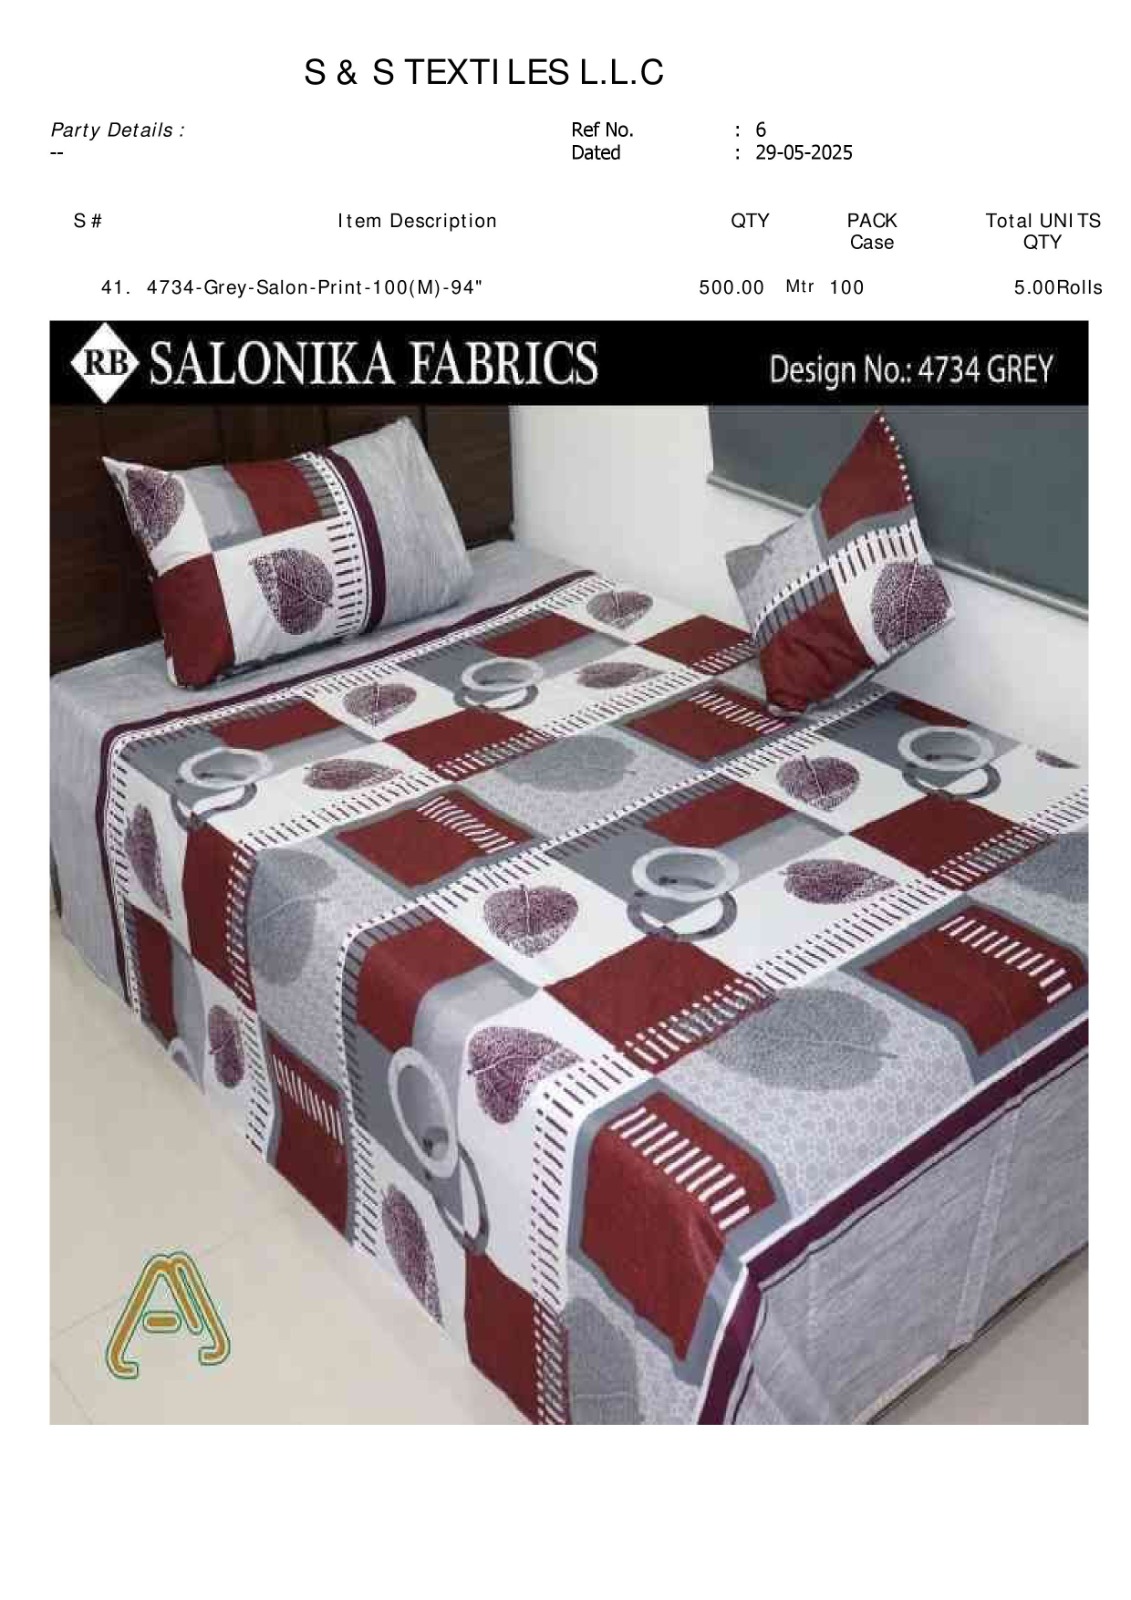 S & S TEXTILES L.L.C
Party Details :
--
Ref No. : 6
Dated : 29-05-2025
S # Item Description QTY PACK Total UNITS
Case QTY
41. 4734-Grey-Salon-Print-100(M)-94" 500.00 Mtr 100 5.00Rolls
RB SALONIKA FABRICS Design No.: 4734 GREY